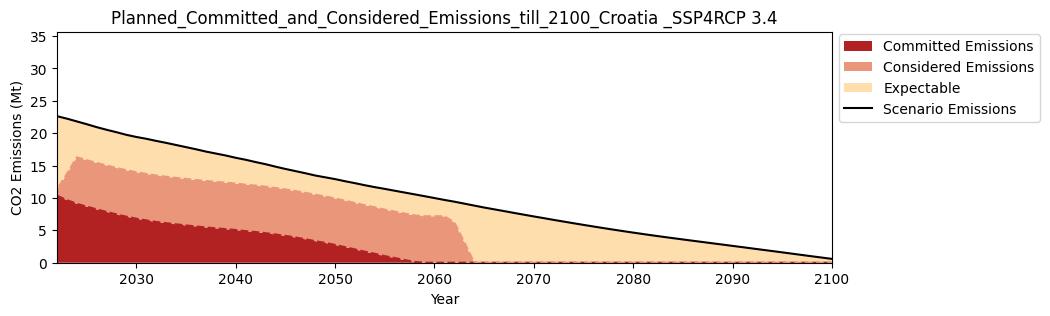 Planned_Committed_and_Considered_Emissions_till_2100_Croatia _SSP4RCP 3.4
CO2 Emissions (Mt)
35
30
25
20
15
10
5
0
2030 2040 2050 2060 2070 2080 2090 2100
Year
Committed Emissions
Considered Emissions
Expectable
Scenario Emissions